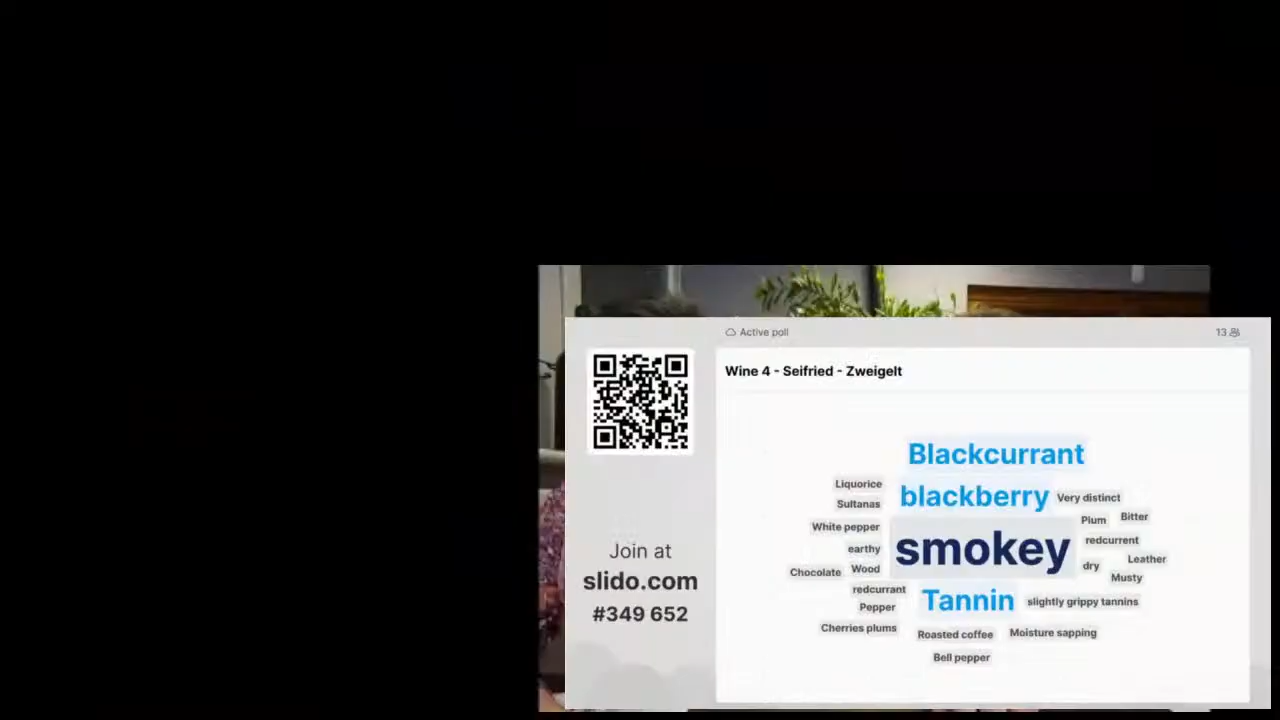 Active poll
13
Wine 4 - Seifried - Zweigelt
Blackcurrant
Liquorice
blackberry
Very distinct
Sultanas
Plum
Bitter
White pepper
smokey
redcurrent
earthy
Leather
Chocolate
Wood
dry
Musty
redcurrant
Tannin
slightly grippy tannins
Pepper
Cherries plums
Roasted coffee
Moisture sapping
Bell pepper
Join at
slido.com
#349 652